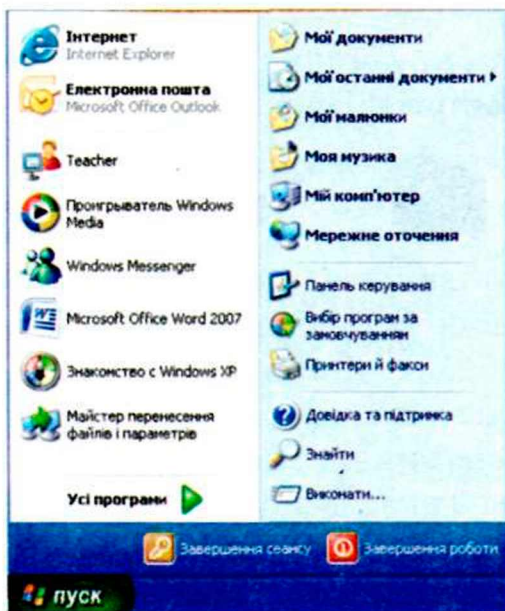 Інтернет
Internet Explorer
Електронна пошта
Microsoft Office Outlook
Teacher
Проигрыватель Windows
Media
Windows Messenger
Microsoft Office Word 2007
Знакомство с Windows XP
Майстер перенесення
файлів і параметрів
Усі програми
Мої документи
Мої останні документи
Мої малюнки
Моя музика
Мій комп'ютер
Мережне оточення
Панель керування
Вибір програм за
замовчуванням
Принтери й факси
Довідка та підтримка
Знайти
Виконати...
Завершення сеансу
Завершення роботи
пуск